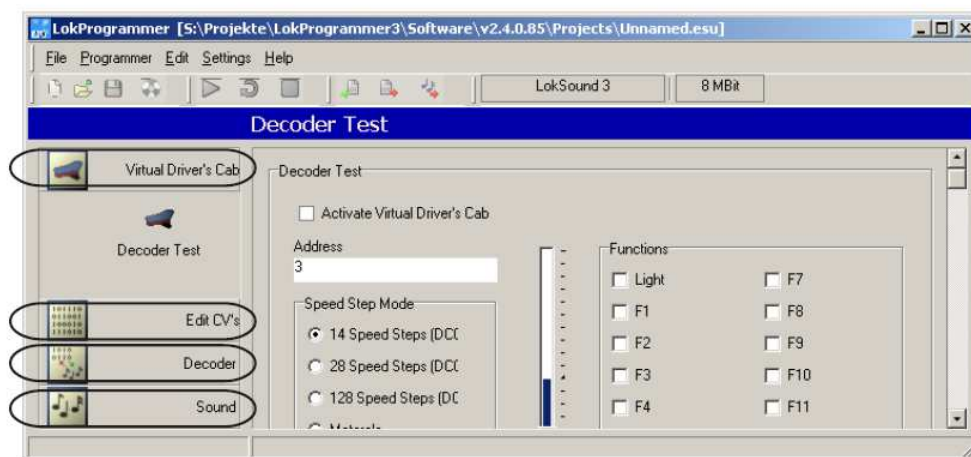 LokProgrammer [S:\Projekte\LokProgrammer3\Software\v2.4.0.85\Projects\Unnamed.esu]
File Programmer Edit Settings Help
LokSound 3 8 MBit
Decoder Test
Virtual Driver's Cab
Decoder Test
Edit CV's
Decoder
Sound
Decoder Test
Activate Virtual Driver's Cab
Address
3
Speed Step Mode
14 Speed Steps (DCC
28 Speed Steps (DCC
128 Speed Steps (DC
Functions
Light F7
F1 F8
F2 F9
F3 F10
F4 F11